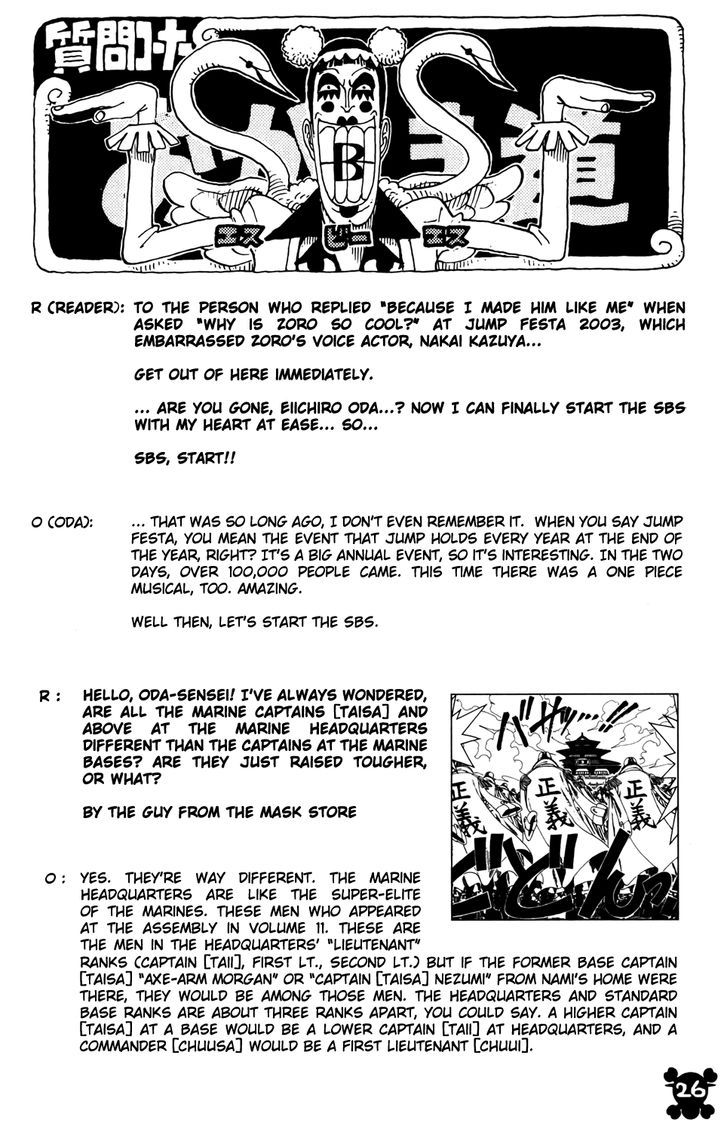 質問コーナー
エス ビー エス
R (READER): TO THE PERSON WHO REPLIED "BECAUSE I MADE HIM LIKE ME" WHEN
ASKED "WHY IS ZORO SO COOL?" AT JUMP FESTA 2003, WHICH
EMBARRASSED ZORO'S VOICE ACTOR, NAKAI KAZUYA...
GET OUT OF HERE IMMEDIATELY.
... ARE YOU GONE, EIICHIRO ODA...? NOW I CAN FINALLY START THE SBS
WITH MY HEART AT EASE... SO...
SBS, START!!
O (ODA): ... THAT WAS SO LONG AGO, I DON'T EVEN REMEMBER IT. WHEN YOU SAY JUMP
FESTA, YOU MEAN THE EVENT THAT JUMP HOLDS EVERY YEAR AT THE END OF
THE YEAR, RIGHT? IT'S A BIG ANNUAL EVENT, SO IT'S INTERESTING. IN THE TWO
DAYS, OVER 100,000 PEOPLE CAME. THIS TIME THERE WAS A ONE PIECE
MUSICAL, TOO. AMAZING.
WELL THEN, LET'S START THE SBS.
R : HELLO, ODA-SENSEI! I'VE ALWAYS WONDERED,
ARE ALL THE MARINE CAPTAINS [TAISA] AND
ABOVE AT THE MARINE HEADQUARTERS
DIFFERENT THAN THE CAPTAINS AT THE MARINE
BASES? ARE THEY JUST RAISED TOUGHER,
OR WHAT?
BY THE GUY FROM THE MASK STORE
バサッ…!!
正義
正義
どどんっ
O : YES. THEY'RE WAY DIFFERENT. THE MARINE
HEADQUARTERS ARE LIKE THE SUPER-ELITE
OF THE MARINES. THESE MEN WHO APPEARED
AT THE ASSEMBLY IN VOLUME 11. THESE ARE
THE MEN IN THE HEADQUARTERS' "LIEUTENANT"
RANKS (CAPTAIN [TAII], FIRST LT., SECOND LT.) BUT IF THE FORMER BASE CAPTAIN
[TAISA] "AXE-ARM MORGAN" OR "CAPTAIN [TAISA] NEZUMI" FROM NAMI'S HOME WERE
THERE, THEY WOULD BE AMONG THOSE MEN. THE HEADQUARTERS AND STANDARD
BASE RANKS ARE ABOUT THREE RANKS APART, YOU COULD SAY. A HIGHER CAPTAIN
[TAISA] AT A BASE WOULD BE A LOWER CAPTAIN [TAII] AT HEADQUARTERS, AND A
COMMANDER [CHUUSA] WOULD BE A FIRST LIEUTENANT [CHUUI].
26